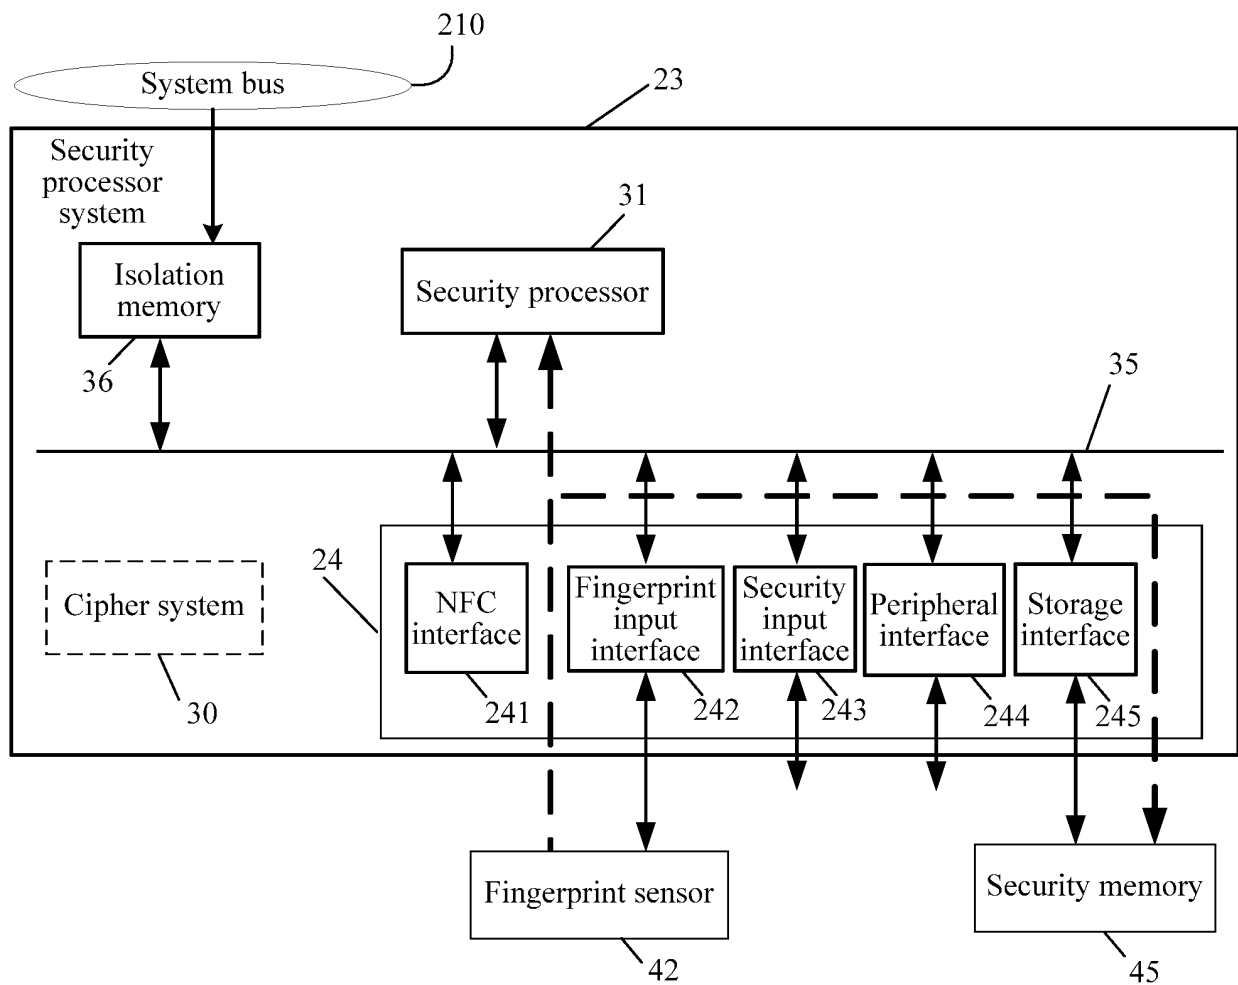 210
System bus
23
Security
processor
system
31
Isolation
memory
Security processor
36
35
24
Cipher system
NFC
interface
Fingerprint
input
interface
Security
input
interface
Peripheral
interface
Storage
interface
30
241
242
243
244
245
Fingerprint sensor
Security memory
42
45